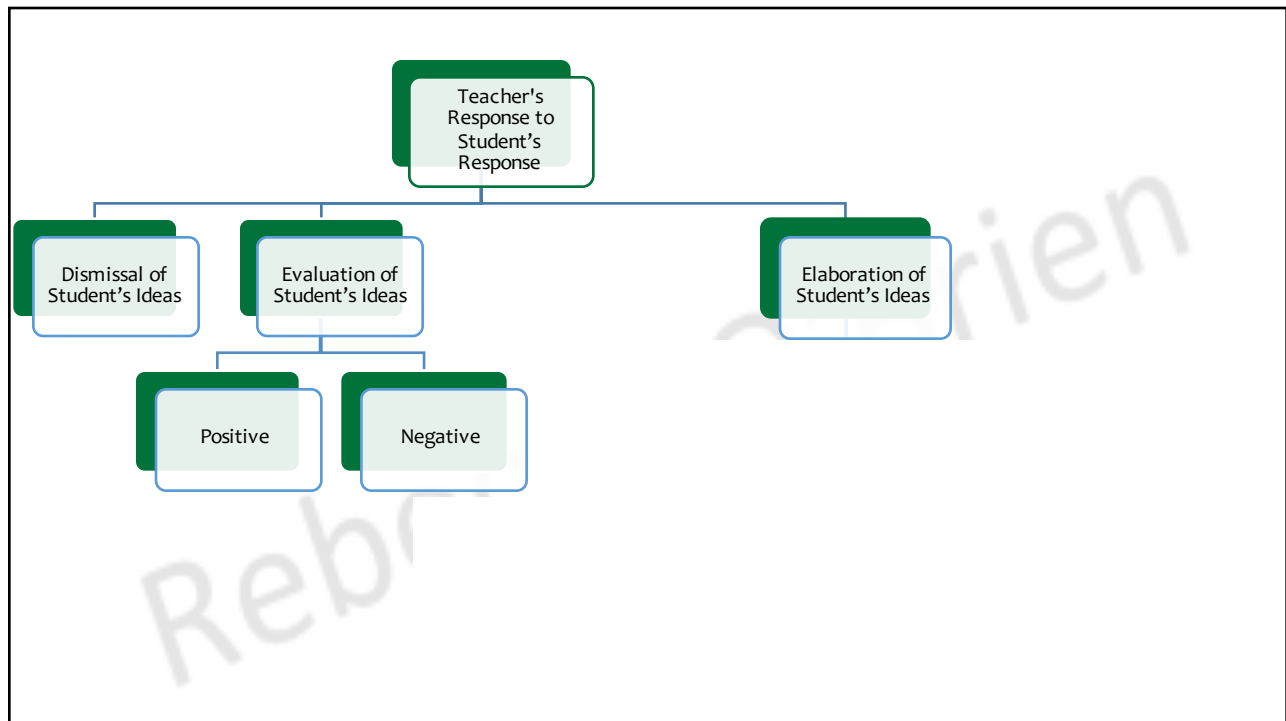 Teacher's
Response to
Student’s
Response
Dismissal of
Student’s Ideas
Evaluation of
Student’s Ideas
Elaboration of
Student’s Ideas
Positive
Negative